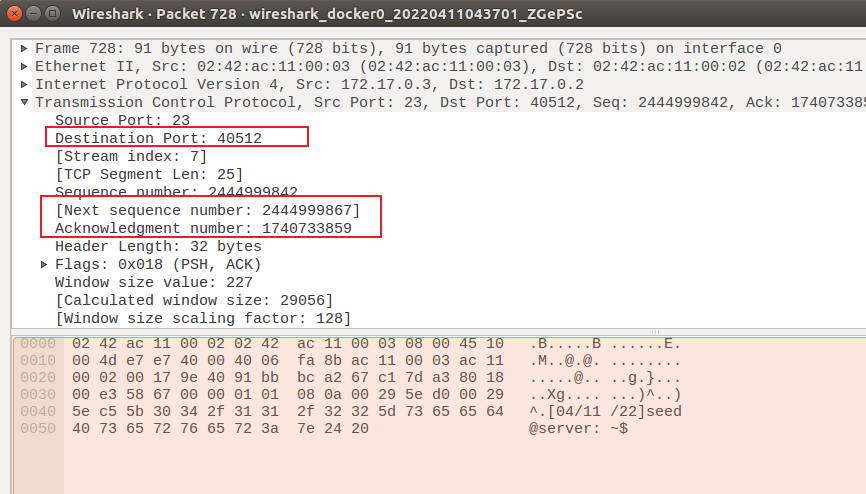 Wireshark · Packet 728 · wireshark_docker0_20220411043701_ZGePSc
Frame 728: 91 bytes on wire (728 bits), 91 bytes captured (728 bits) on interface 0
Ethernet II, Src: 02:42:ac:11:00:03 (02:42:ac:11:00:03), Dst: 02:42:ac:11:00:02 (02:42:ac:11
Internet Protocol Version 4, Src: 172.17.0.3, Dst: 172.17.0.2
Transmission Control Protocol, Src Port: 23, Dst Port: 40512, Seq: 2444999842, Ack: 1740733859
Source Port: 23
Destination Port: 40512
[Stream index: 7]
[TCP Segment Len: 25]
Sequence number: 2444999842
[Next sequence number: 2444999867]
Acknowledgment number: 1740733859
Header Length: 32 bytes
Flags: 0x018 (PSH, ACK)
Window size value: 227
[Calculated window size: 29056]
[Window size scaling factor: 128]
0000 02 42 ac 11 00 02 02 42 ac 11 00 03 08 00 45 10 .B.....B ......E.
0010 00 4d e7 e7 40 00 40 06 fa 8b ac 11 00 03 ac 11 .M..@.@. ........
0020 00 02 00 17 9e 40 91 bb bc a2 67 c1 7d a3 80 18 .....@.. ..g.}...
0030 00 e3 58 67 00 00 01 01 08 0a 00 29 5e d0 00 29 ..Xg.... ...)^..)
0040 5e c5 5b 30 34 2f 31 31 2f 32 32 5d 73 65 65 64 ^.[04/11 /22]seed
0050 40 73 65 72 76 65 72 3a 7e 24 20 @server: ~$